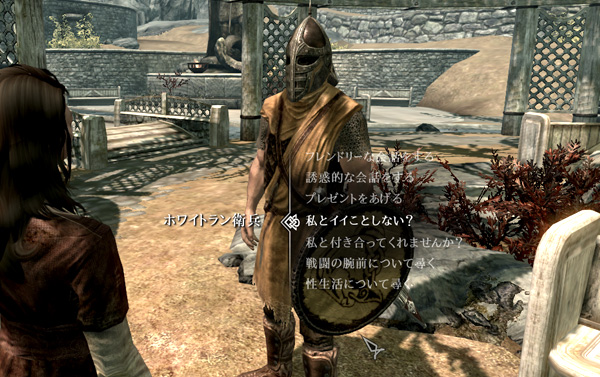 フレンドリーな会話をする
誘惑的な会話をする
プレゼントをあげる
ホワイトラン衛兵
私とイイことしない?
私と付き合ってくれませんか?
戦闘の腕前について尋く
性生活について尋く